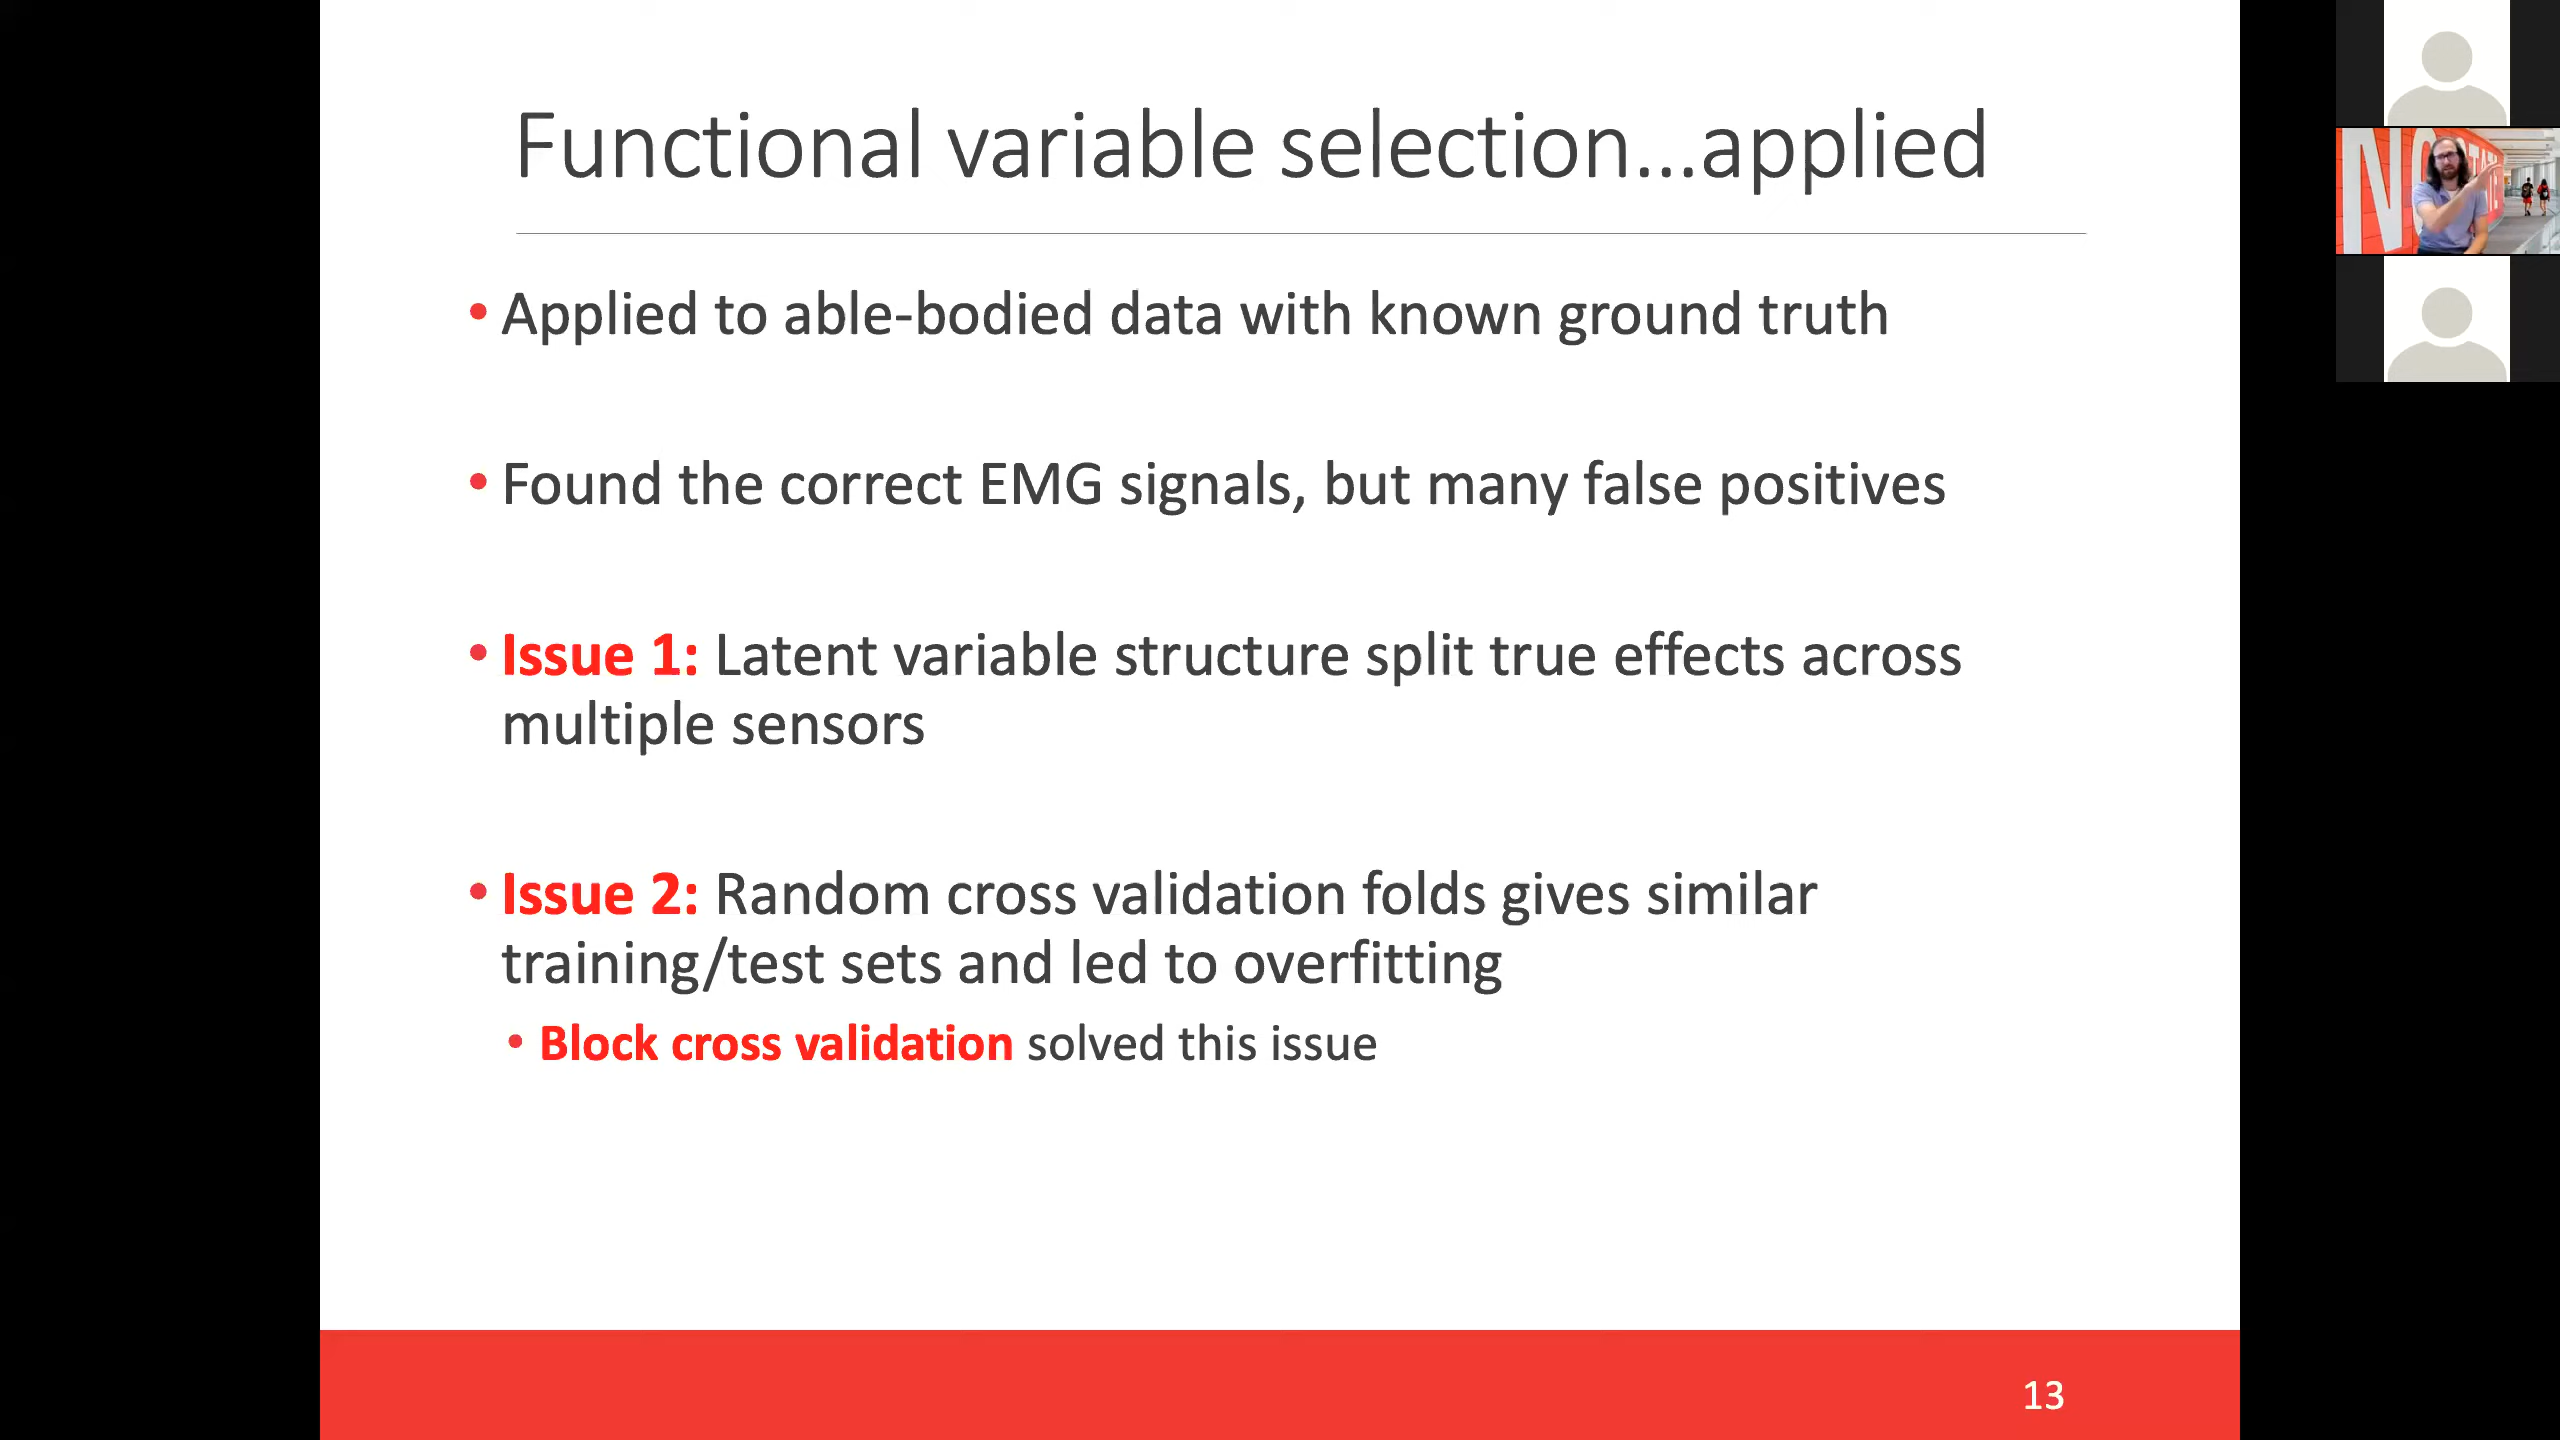 Functional variable selection...applied
• Applied to able-bodied data with known ground truth
• Found the correct EMG signals, but many false positives
• Issue 1: Latent variable structure split true effects across
multiple sensors
• Issue 2: Random cross validation folds gives similar
training/test sets and led to overfitting
• Block cross validation solved this issue
13